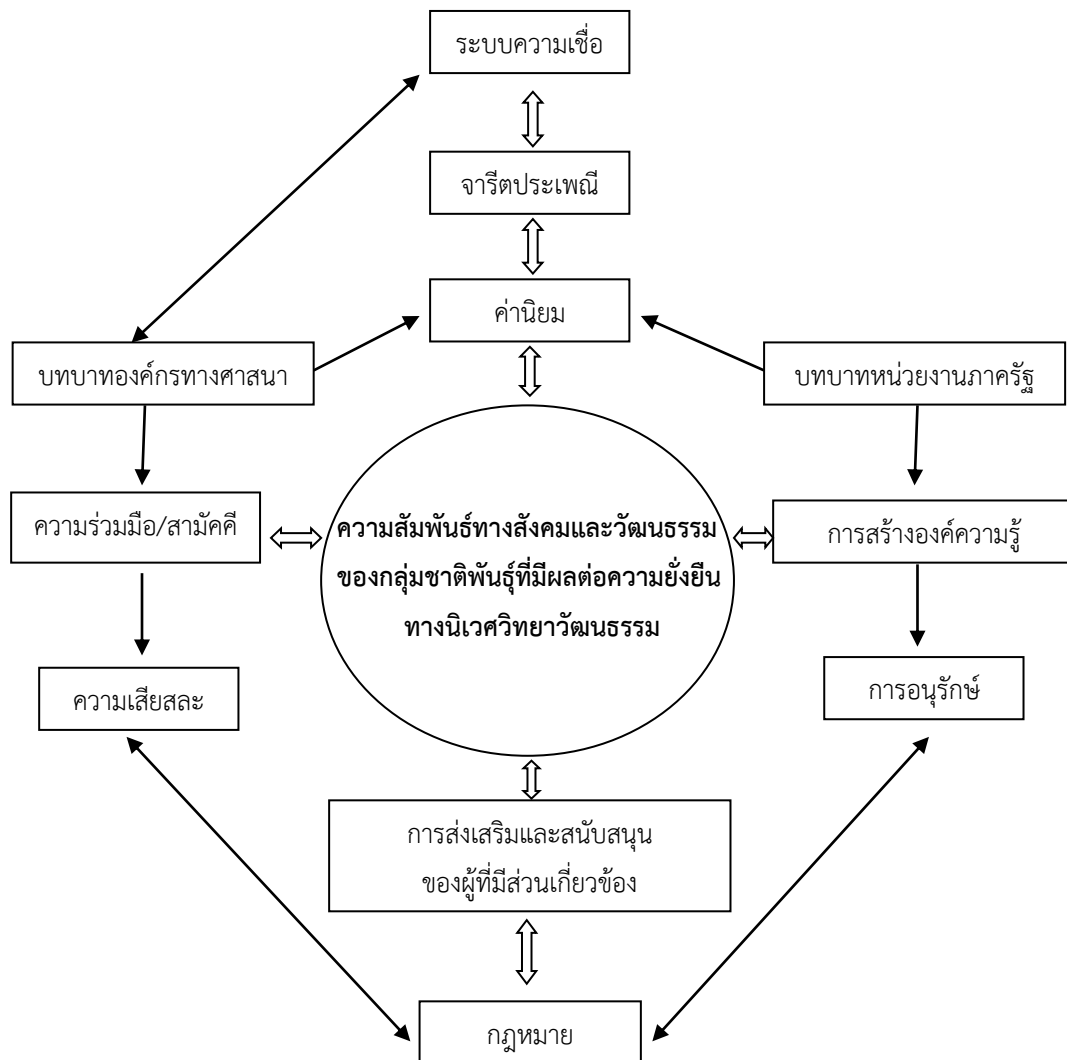 ระบบความเชื่อ
จารีตประเพณี
ค่านิยม
บทบาทองค์กรทางศาสนา
บทบาทหน่วยงานภาครัฐ
ความร่วมมือ/สามัคคี
ความสัมพันธ์ทางสังคมและวัฒนธรรม
ของกลุ่มชาติพันธุ์ที่มีผลต่อความยั่งยืน
ทางนิเวศวิทยาวัฒนธรรม
การสร้างองค์ความรู้
ความเสียสละ
การอนุรักษ์
การส่งเสริมและสนับสนุน
ของผู้ที่มีส่วนเกี่ยวข้อง
กฎหมาย